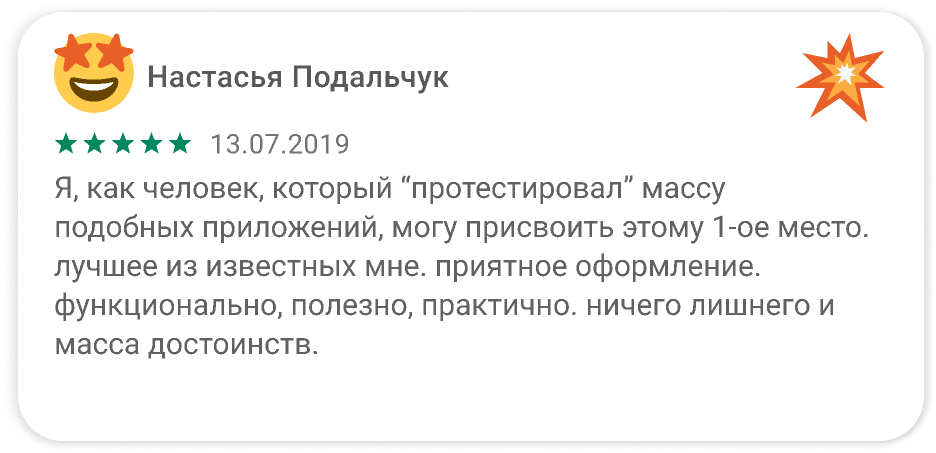 Настасья Подальчук
13.07.2019
Я, как человек, который “протестировал” массу
подобных приложений, могу присвоить этому 1-ое место.
лучшее из известных мне. приятное оформление.
функционально, полезно, практично. ничего лишнего и
масса достоинств.